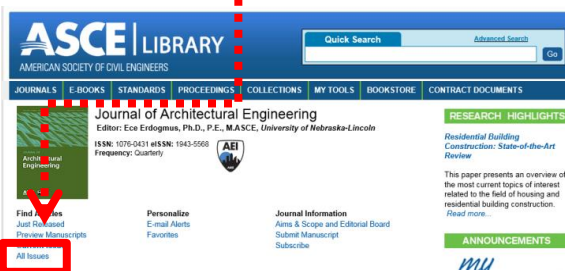 ASCE LIBRARY
AMERICAN SOCIETY OF CIVIL ENGINEERS
Quick Search
Advanced Search
Go
JOURNALS E-BOOKS STANDARDS PROCEEDINGS COLLECTIONS MY TOOLS BOOKSTORE CONTRACT DOCUMENTS
Journal of Architectural Engineering
Editor: Ece Erdogmus, Ph.D., P.E., M.ASCE, University of Nebraska-Lincoln
ISSN: 1076-0431 eISSN: 1943-5568
Frequency: Quarterly
AEI
Architectural
Engineering
Find Articles
Just Released
Preview Manuscripts
All Issues
Personalize
E-mail Alerts
Favorites
Journal Information
Aims & Scope and Editorial Board
Submit Manuscript
Subscribe
RESEARCH HIGHLIGHTS
Residential Building
Construction: State-of-the-Art
Review
This paper presents an overview of
the most current topics of interest
related to the field of housing and
residential building construction.
Read more...
ANNOUNCEMENTS